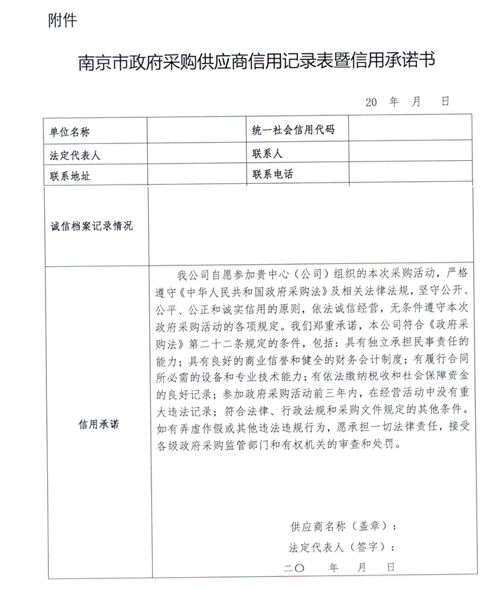 附件
南京市政府采购供应商信用记录表暨信用承诺书
20 年 月 日
单位名称 统一社会信用代码
法定代表人 联系人
联系地址 联系电话
诚信档案记录情况
我公司自愿参加贵中心（公司）组织的本次采购活动，严格
遵守《中华人民共和国政府采购法》及相关法律法规，坚守公开、
公平、公正和诚实信用的原则，依法诚信经营，无条件遵守本次
政府采购活动的各项规定。我们郑重承诺，本公司符合《政府采
购法》第二十二条规定的条件，包括：具有独立承担民事责任的
能力；具有良好的商业信誉和健全的财务会计制度；有履行合同
所必需的设备和专业技术能力；有依法缴纳税收和社会保障资金
的良好记录；参加政府采购活动前三年内，在经营活动中没有重
大违法记录；符合法律、行政法规和采购文件规定的其他条件。
信用承诺
如有弄虚作假或其他违法违规行为，愿承担一切法律责任，接受
各级政府采购监管部门和有权机关的审查和处罚。
供应商名称（盖章）：
法定代表人（签字）：
二〇 年 月 日